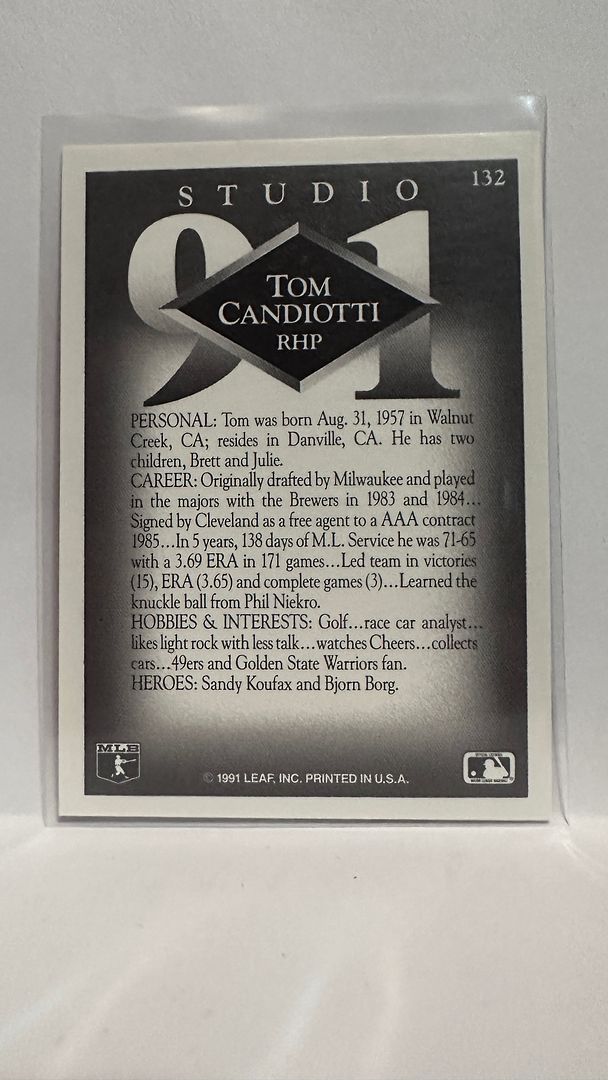 STUDIO
132
91
TOM
CANDIOTTI
RHP
PERSONAL: Tom was born Aug. 31, 1957 in Walnut
Creek, CA; resides in Danville, CA. He has two
children, Brett and Julie.
CAREER: Originally drafted by Milwaukee and played
in the majors with the Brewers in 1983 and 1984...
Signed by Cleveland as a free agent to a AAA contract
1985...In 5 years, 138 days of M.L. Service he was 71-65
with a 3.69 ERA in 171 games...Led team in victories
(15), ERA (3.65) and complete games (3)...Learned the
knuckle ball from Phil Niekro.
HOBBIES & INTERESTS: Golf...race car analyst...
likes light rock with less talk...watches Cheers...collects
cars...49ers and Golden State Warriors fan.
HEROES: Sandy Koufax and Bjorn Borg.
MLB
© 1991 LEAF, INC. PRINTED IN U.S.A.